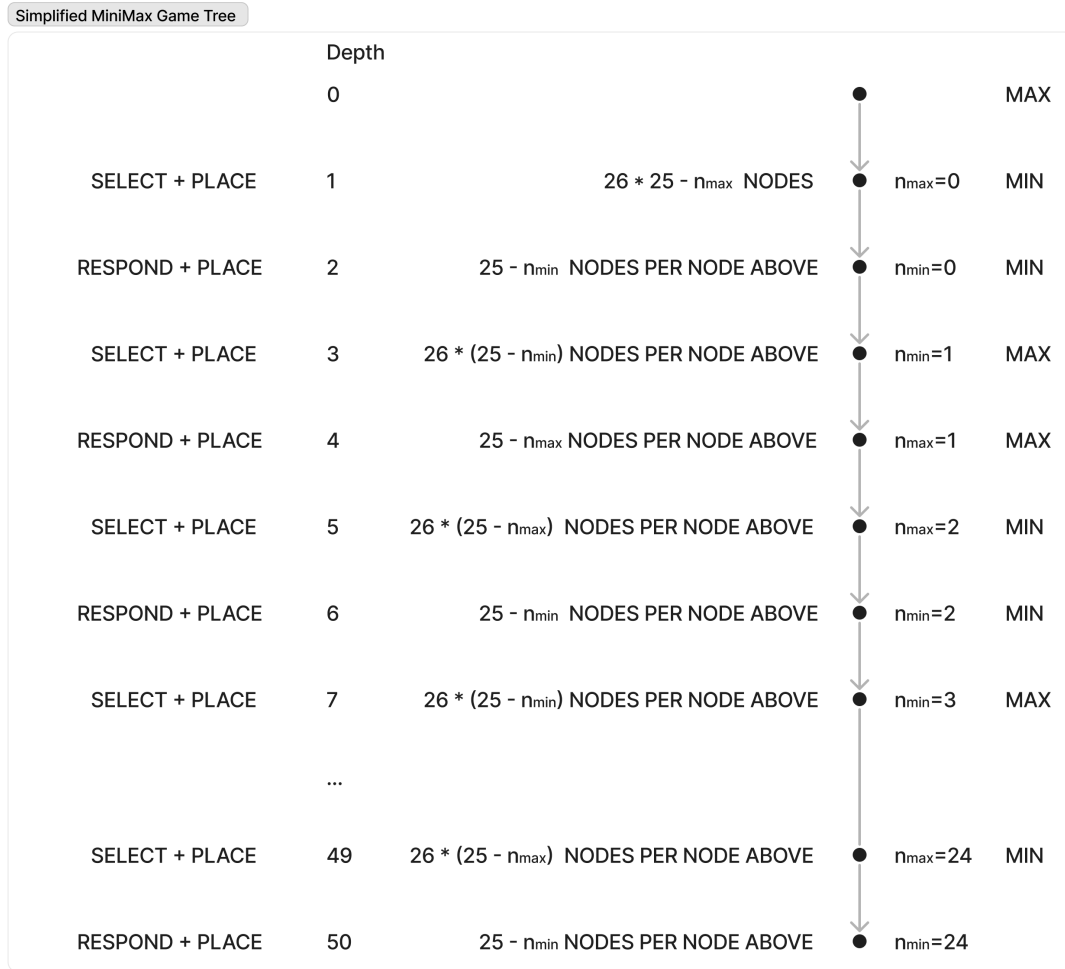 Simplified MiniMax Game Tree
Depth
0 MAX
SELECT + PLACE 1 26 * 25 - nmax NODES nmax=0 MIN
RESPOND + PLACE 2 25 - nmin NODES PER NODE ABOVE nmin=0 MIN
SELECT + PLACE 3 26 * (25 - nmin) NODES PER NODE ABOVE nmin=1 MAX
RESPOND + PLACE 4 25 - nmax NODES PER NODE ABOVE nmax=1 MAX
SELECT + PLACE 5 26 * (25 - nmax) NODES PER NODE ABOVE nmax=2 MIN
RESPOND + PLACE 6 25 - nmin NODES PER NODE ABOVE nmin=2 MIN
SELECT + PLACE 7 26 * (25 - nmin) NODES PER NODE ABOVE nmin=3 MAX
...
SELECT + PLACE 49 26 * (25 - nmax) NODES PER NODE ABOVE nmax=24 MIN
RESPOND + PLACE 50 25 - nmin NODES PER NODE ABOVE nmin=24